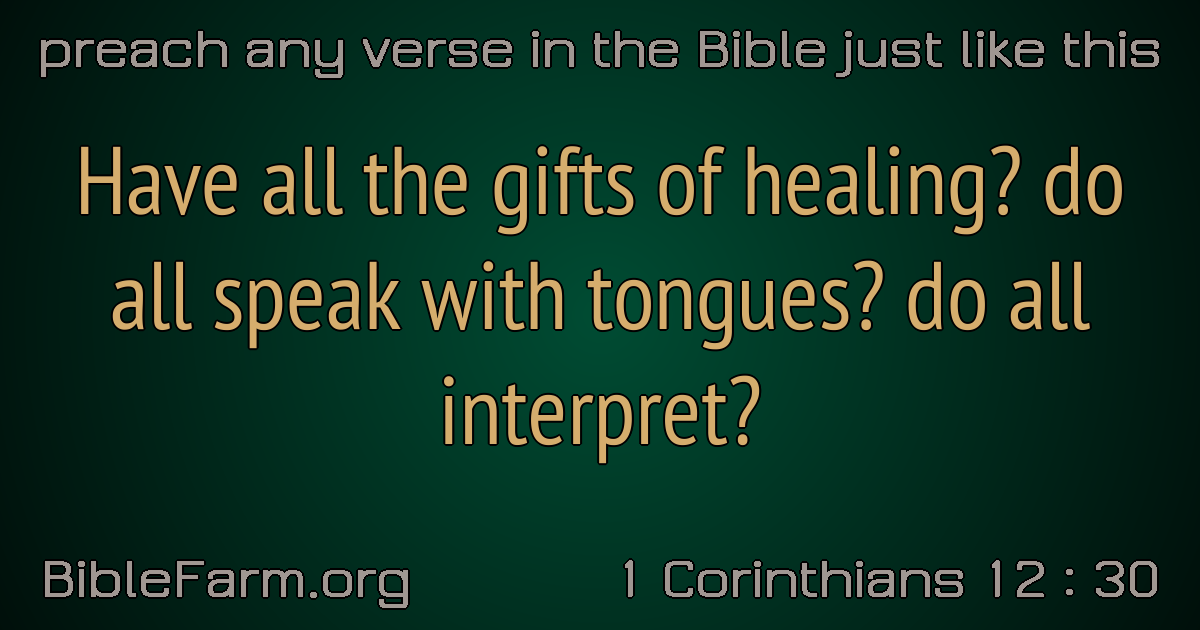 preach any verse in the Bible just like this
Have all the gifts of healing? do
all speak with tongues? do all
interpret?
BibleFarm.org
1 Corinthians 12 : 30